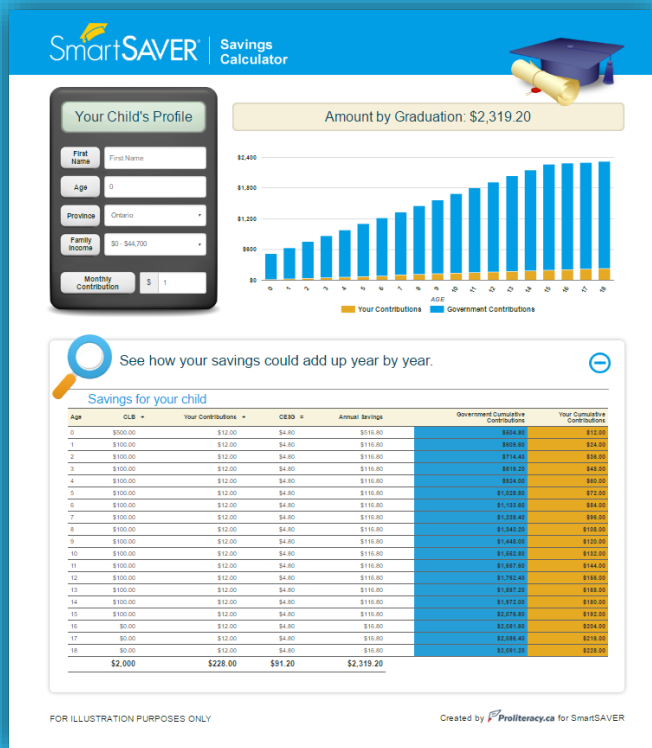 SmartSAVER Savings
Calculator
Your Child's Profile
First
Name
First Name
Age
0
Province
Ontario
Family
Income
$0 - $44,700
Monthly
Contribution
$ 1
Amount by Graduation: $2,319.20
$2,400
$1,800
$1,200
$600
$0
0 1 2 3 4 5 6 7 8 9 10 11 12 13 14 15 16 17 18
AGE
Your Contributions Government Contributions
See how your savings could add up year by year.
Savings for your child
Age CLB + Your Contributions + CESG = Annual Savings Government Cumulative Contributions Your Cumulative Contributions
0 $500.00 $12.00 $4.80 $516.80 $504.80 $12.00
1 $100.00 $12.00 $4.80 $116.80 $609.60 $24.00
2 $100.00 $12.00 $4.80 $116.80 $714.40 $36.00
3 $100.00 $12.00 $4.80 $116.80 $819.20 $48.00
4 $100.00 $12.00 $4.80 $116.80 $924.00 $60.00
5 $100.00 $12.00 $4.80 $116.80 $1,028.80 $72.00
6 $100.00 $12.00 $4.80 $116.80 $1,133.60 $84.00
7 $100.00 $12.00 $4.80 $116.80 $1,238.40 $96.00
8 $100.00 $12.00 $4.80 $116.80 $1,343.20 $108.00
9 $100.00 $12.00 $4.80 $116.80 $1,448.00 $120.00
10 $100.00 $12.00 $4.80 $116.80 $1,552.80 $132.00
11 $100.00 $12.00 $4.80 $116.80 $1,657.60 $144.00
12 $100.00 $12.00 $4.80 $116.80 $1,762.40 $156.00
13 $100.00 $12.00 $4.80 $116.80 $1,867.20 $168.00
14 $100.00 $12.00 $4.80 $116.80 $1,972.00 $180.00
15 $100.00 $12.00 $4.80 $116.80 $2,076.80 $192.00
16 $0.00 $12.00 $4.80 $16.80 $2,081.60 $204.00
17 $0.00 $12.00 $4.80 $16.80 $2,086.40 $216.00
18 $0.00 $12.00 $4.80 $16.80 $2,091.20 $228.00
$2,000 $228.00 $91.20 $2,319.20
FOR ILLUSTRATION PURPOSES ONLY
Created by Proliteracy.ca for SmartSAVER